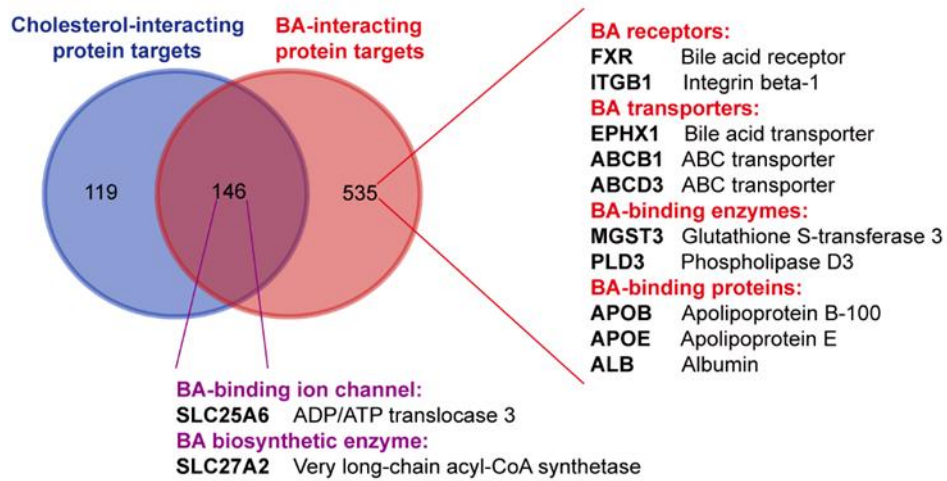 Cholesterol-interacting
protein targets
BA-interacting
protein targets
119
146
535
BA receptors:
FXR Bile acid receptor
ITGB1 Integrin beta-1
BA transporters:
EPHX1 Bile acid transporter
ABCB1 ABC transporter
ABCD3 ABC transporter
BA-binding enzymes:
MGST3 Glutathione S-transferase 3
PLD3 Phospholipase D3
BA-binding proteins:
APOB Apolipoprotein B-100
APOE Apolipoprotein E
ALB Albumin
BA-binding ion channel:
SLC25A6 ADP/ATP translocase 3
BA biosynthetic enzyme:
SLC27A2 Very long-chain acyl-CoA synthetase